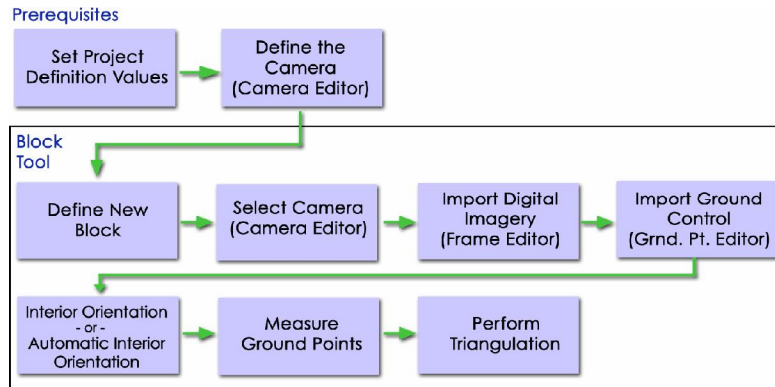 Prerequisites
Set Project
Definition Values
Define the
Camera
(Camera Editor)
Block
Tool
Define New
Block
Select Camera
(Camera Editor)
Import Digital
Imagery
(Frame Editor)
Import Ground
Control
(Grnd. Pt. Editor)
Interior Orientation
- or -
Automatic Interior
Orientation
Measure
Ground Points
Perform
Triangulation